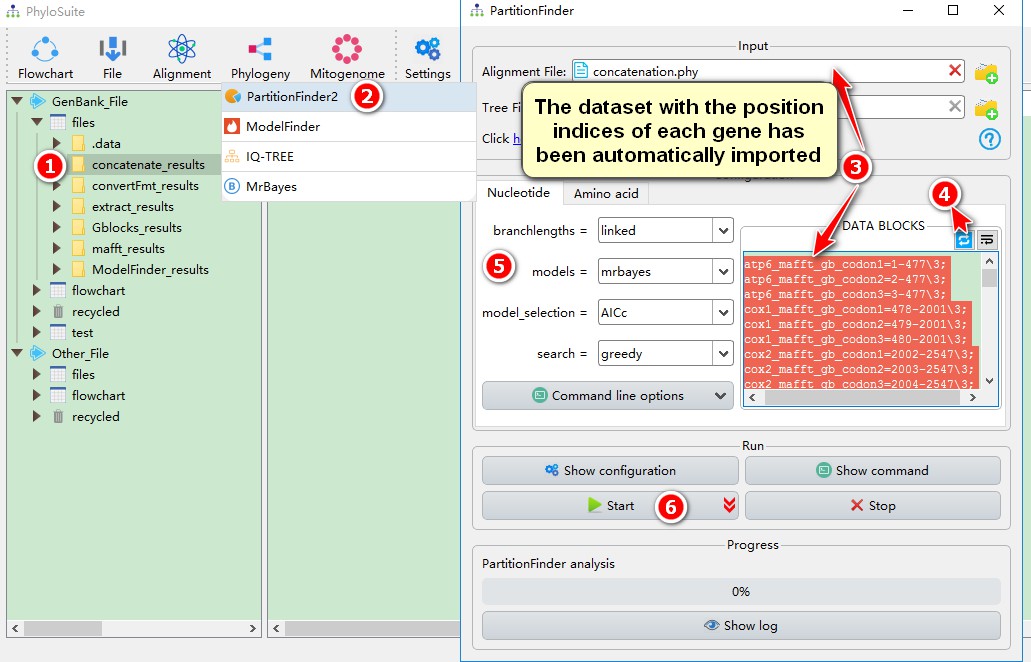 PhyloSuite
Flowchart
File
Alignment
Phylogeny
Mitogenome
Settings
GenBank_File
files
.data
1
concatenate_results
convertFmt_results
extract_results
Gblocks_results
mafft_results
ModelFinder_results
flowchart
recycled
test
Other_File
files
flowchart
recycled
PartitionFinder2
2
ModelFinder
IQ-TREE
B MrBayes
PartitionFinder
Input
Alignment File: concatenation.phy
Tree Fi
Click h
The dataset with the position
indices of each gene has
been automatically imported
3
4
Nucleotide
Amino acid
branchlengths = linked
5
models = mrbayes
model_selection = AICc
search = greedy
Command line options
DATA BLOCKS
atp6_mafft_gb_codon1=1-477\3;
atp6_mafft_gb_codon2=2-477\3;
atp6_mafft_gb_codon3=3-477\3;
cox1_mafft_gb_codon1=478-2001\3;
cox1_mafft_gb_codon2=479-2001\3;
cox1_mafft_gb_codon3=480-2001\3;
cox2_mafft_gb_codon1=2002-2547\3;
cox2_mafft_gb_codon2=2003-2547\3;
cox2_mafft_gb_codon3=2004-2547\3;
Run
Show configuration
Show command
Start
6
Stop
Progress
PartitionFinder analysis
0%
Show log